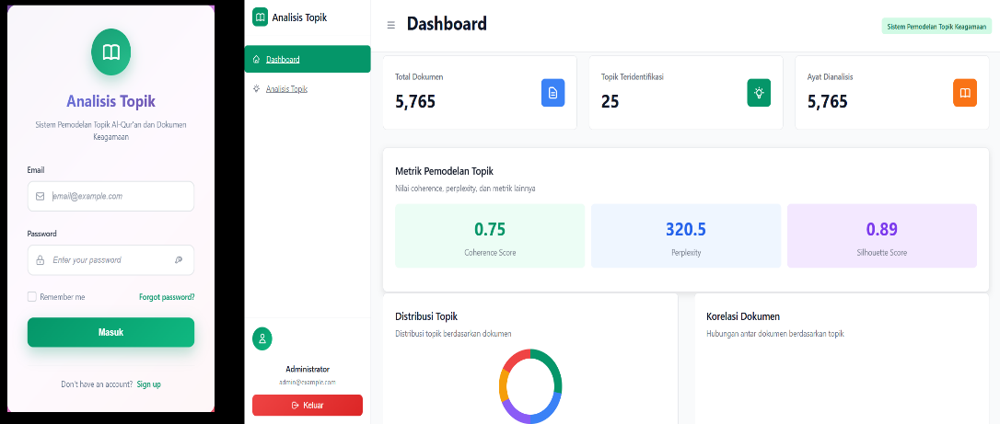 Analisis Topik
Sistem Pemodelan Topik Al-Qur'an dan Dokumen
Keagamaan
Email
email@example.com
Password
Enter your password
Remember me
Forgot password?
Masuk
Don't have an account? Sign up
Analisis Topik
Dashboard
Analisis Topik
Administrator
admin@example.com
Keluar
Dashboard
Sistem Pemodelan Topik Keagamaan
Total Dokumen
5,765
Topik Teridentifikasi
25
Ayat Dianalisis
5,765
Metrik Pemodelan Topik
Nilai coherence, perplexity, dan metrik lainnya
0.75
Coherence Score
320.5
Perplexity
0.89
Silhouette Score
Distribusi Topik
Distribusi topik berdasarkan dokumen
Korelasi Dokumen
Hubungan antar dokumen berdasarkan topik